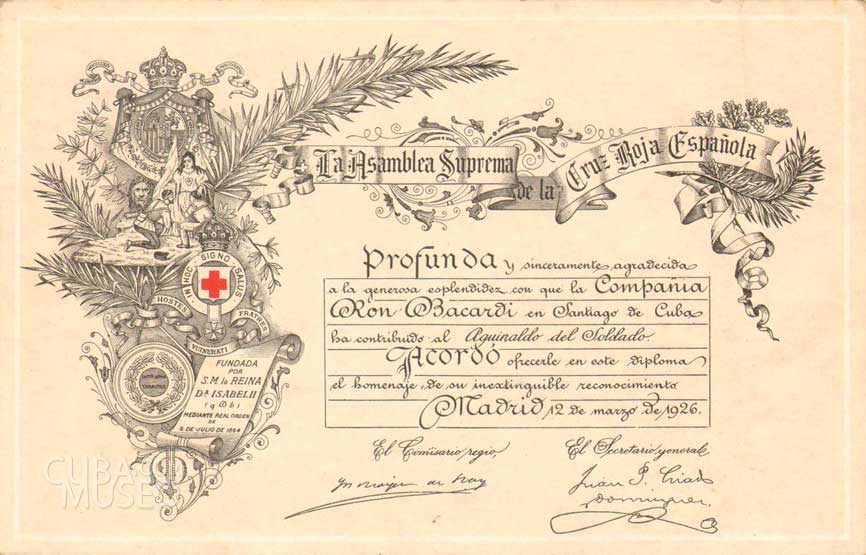 La Asamblea Suprema
de la Cruz Roja Española
IN HOC SIGNO SALUS
HOSTES FRATRES
VULNERATI
FUNDADA
POR
S.M. la REINA
Dª ISABEL II
(q D h)
MEDIANTE REAL ORDEN
DE
6 DE JULIO DE 1864
Profunda y sinceramente agradecida
a la generosa esplendidez con que la Compañia
Ron Bacardi en Santiago de Cuba
ha contribuido al Aguinaldo del Soldado.
Acordó ofrecerle en este diploma
el homenaje de su inextinguible reconocimiento
Madrid 12 de marzo de 1926.
El Comisario regio, El Secretario general
Juan P. Criado
Dominguez
CUBA
MUSEO